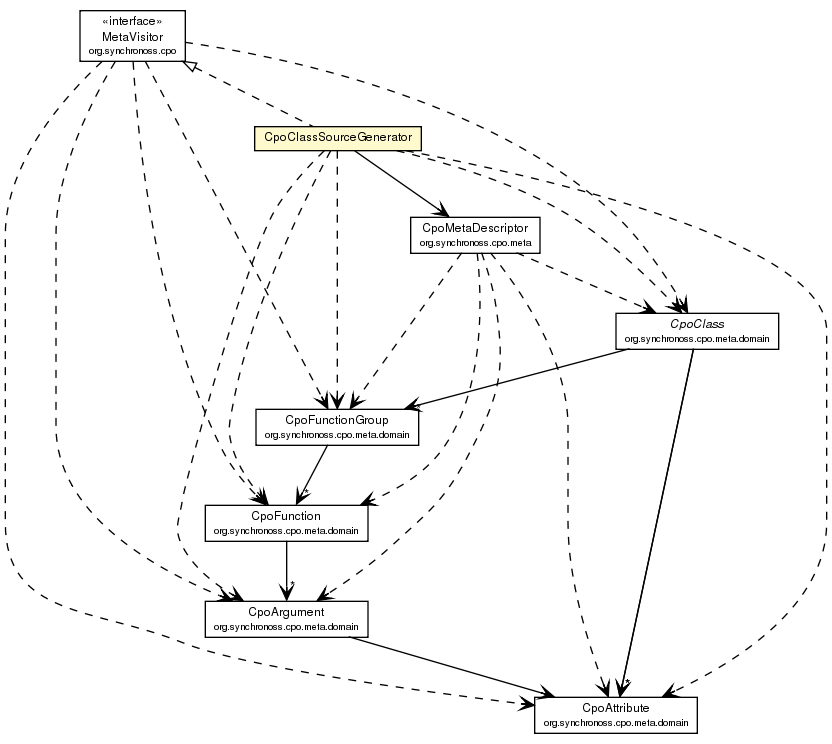 «interface»
MetaVisitor
org.synchronoss.cpo
CpoClassSourceGenerator
CpoMetaDescriptor
org.synchronoss.cpo.meta
CpoClass
org.synchronoss.cpo.meta.domain
CpoFunctionGroup
org.synchronoss.cpo.meta.domain
*
CpoFunction
org.synchronoss.cpo.meta.domain
*
CpoArgument
org.synchronoss.cpo.meta.domain
*
CpoAttribute
org.synchronoss.cpo.meta.domain